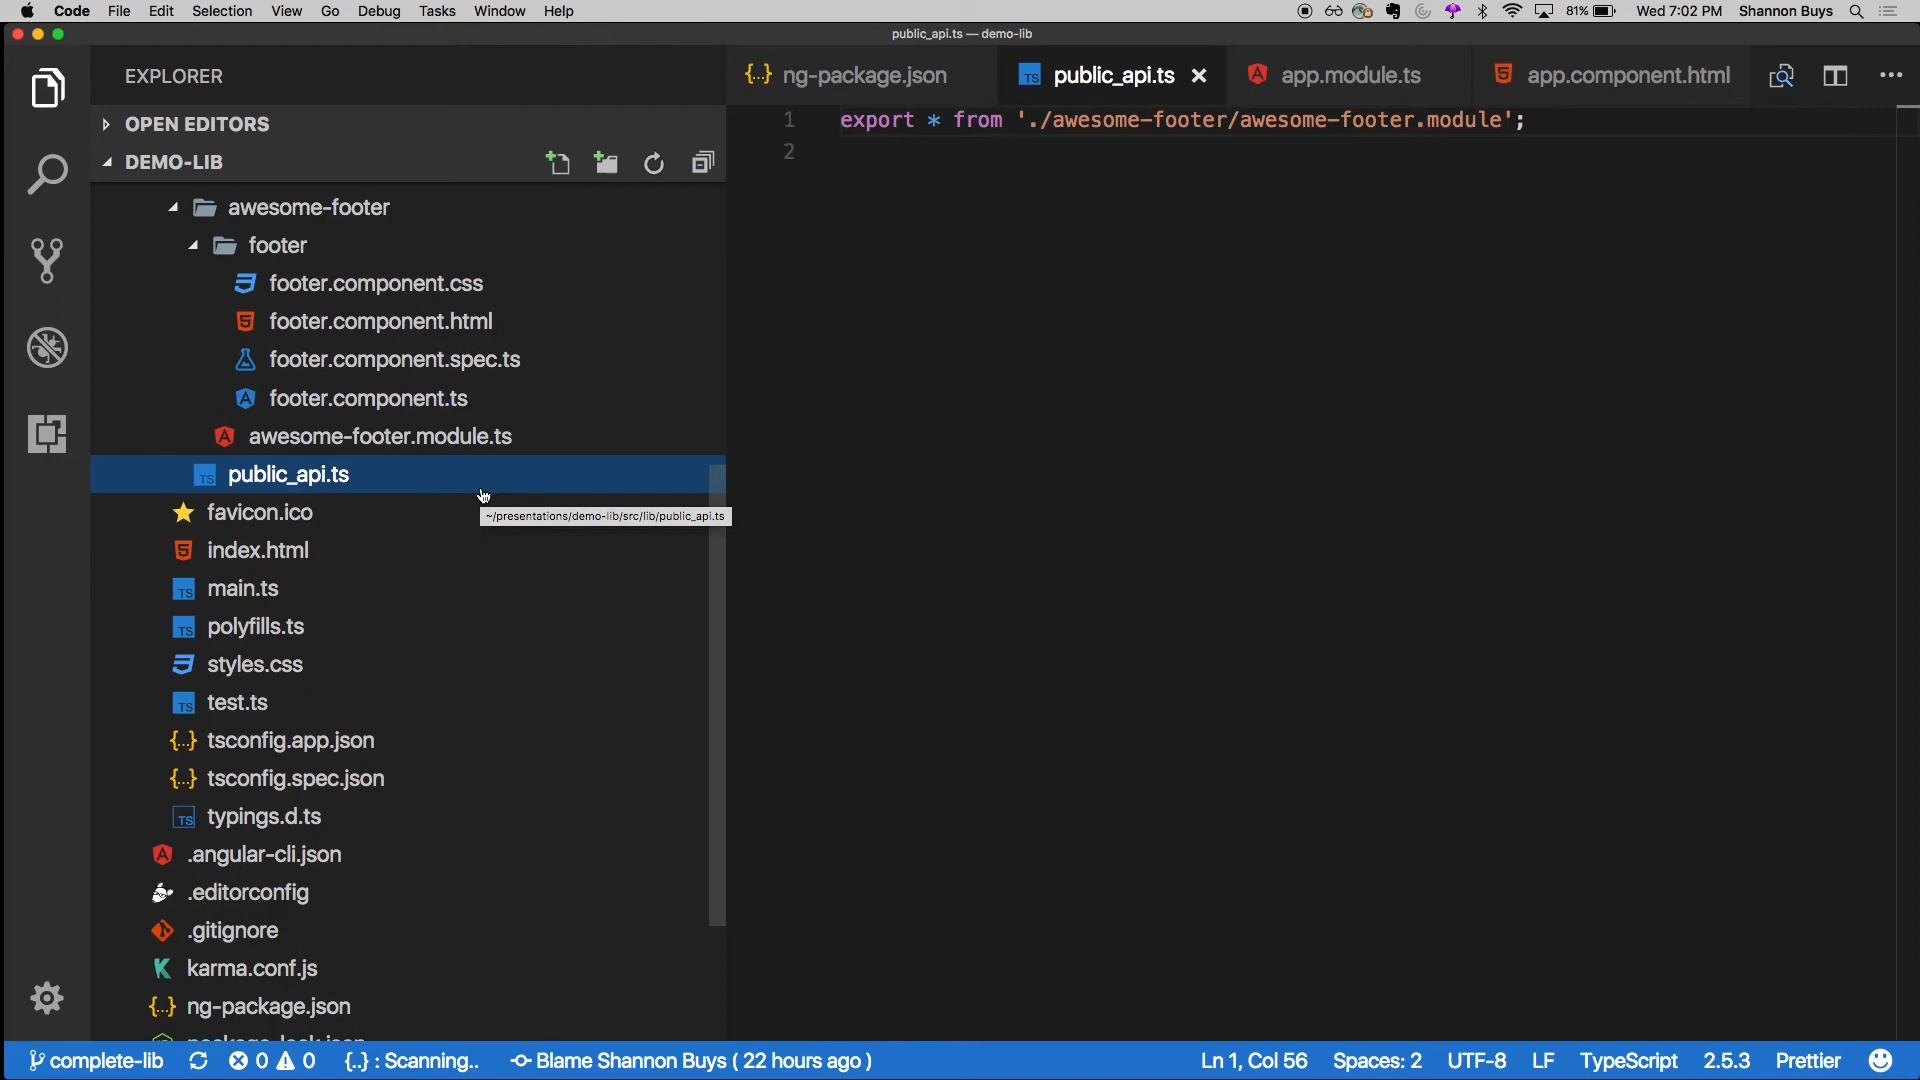 Code File Edit Selection View Go Debug Tasks Window Help 81% Wed 7:02 PM Shannon Buys
public_api.ts — demo-lib
EXPLORER
{..} ng-package.json TS public_api.ts app.module.ts app.component.html
OPEN EDITORS
DEMO-LIB
1 export * from './awesome-footer/awesome-footer.module';
2
awesome-footer
footer
footer.component.css
footer.component.html
footer.component.spec.ts
footer.component.ts
awesome-footer.module.ts
TS public_api.ts
~/presentations/demo-lib/src/lib/public_api.ts
favicon.ico
index.html
TS main.ts
TS polyfills.ts
styles.css
TS test.ts
{..} tsconfig.app.json
{..} tsconfig.spec.json
TS typings.d.ts
.angular-cli.json
.editorconfig
.gitignore
karma.conf.js
{..} ng-package.json
complete-lib 0 0 {..} : Scanning.. Blame Shannon Buys ( 22 hours ago ) Ln 1, Col 56 Spaces: 2 UTF-8 LF TypeScript 2.5.3 Prettier